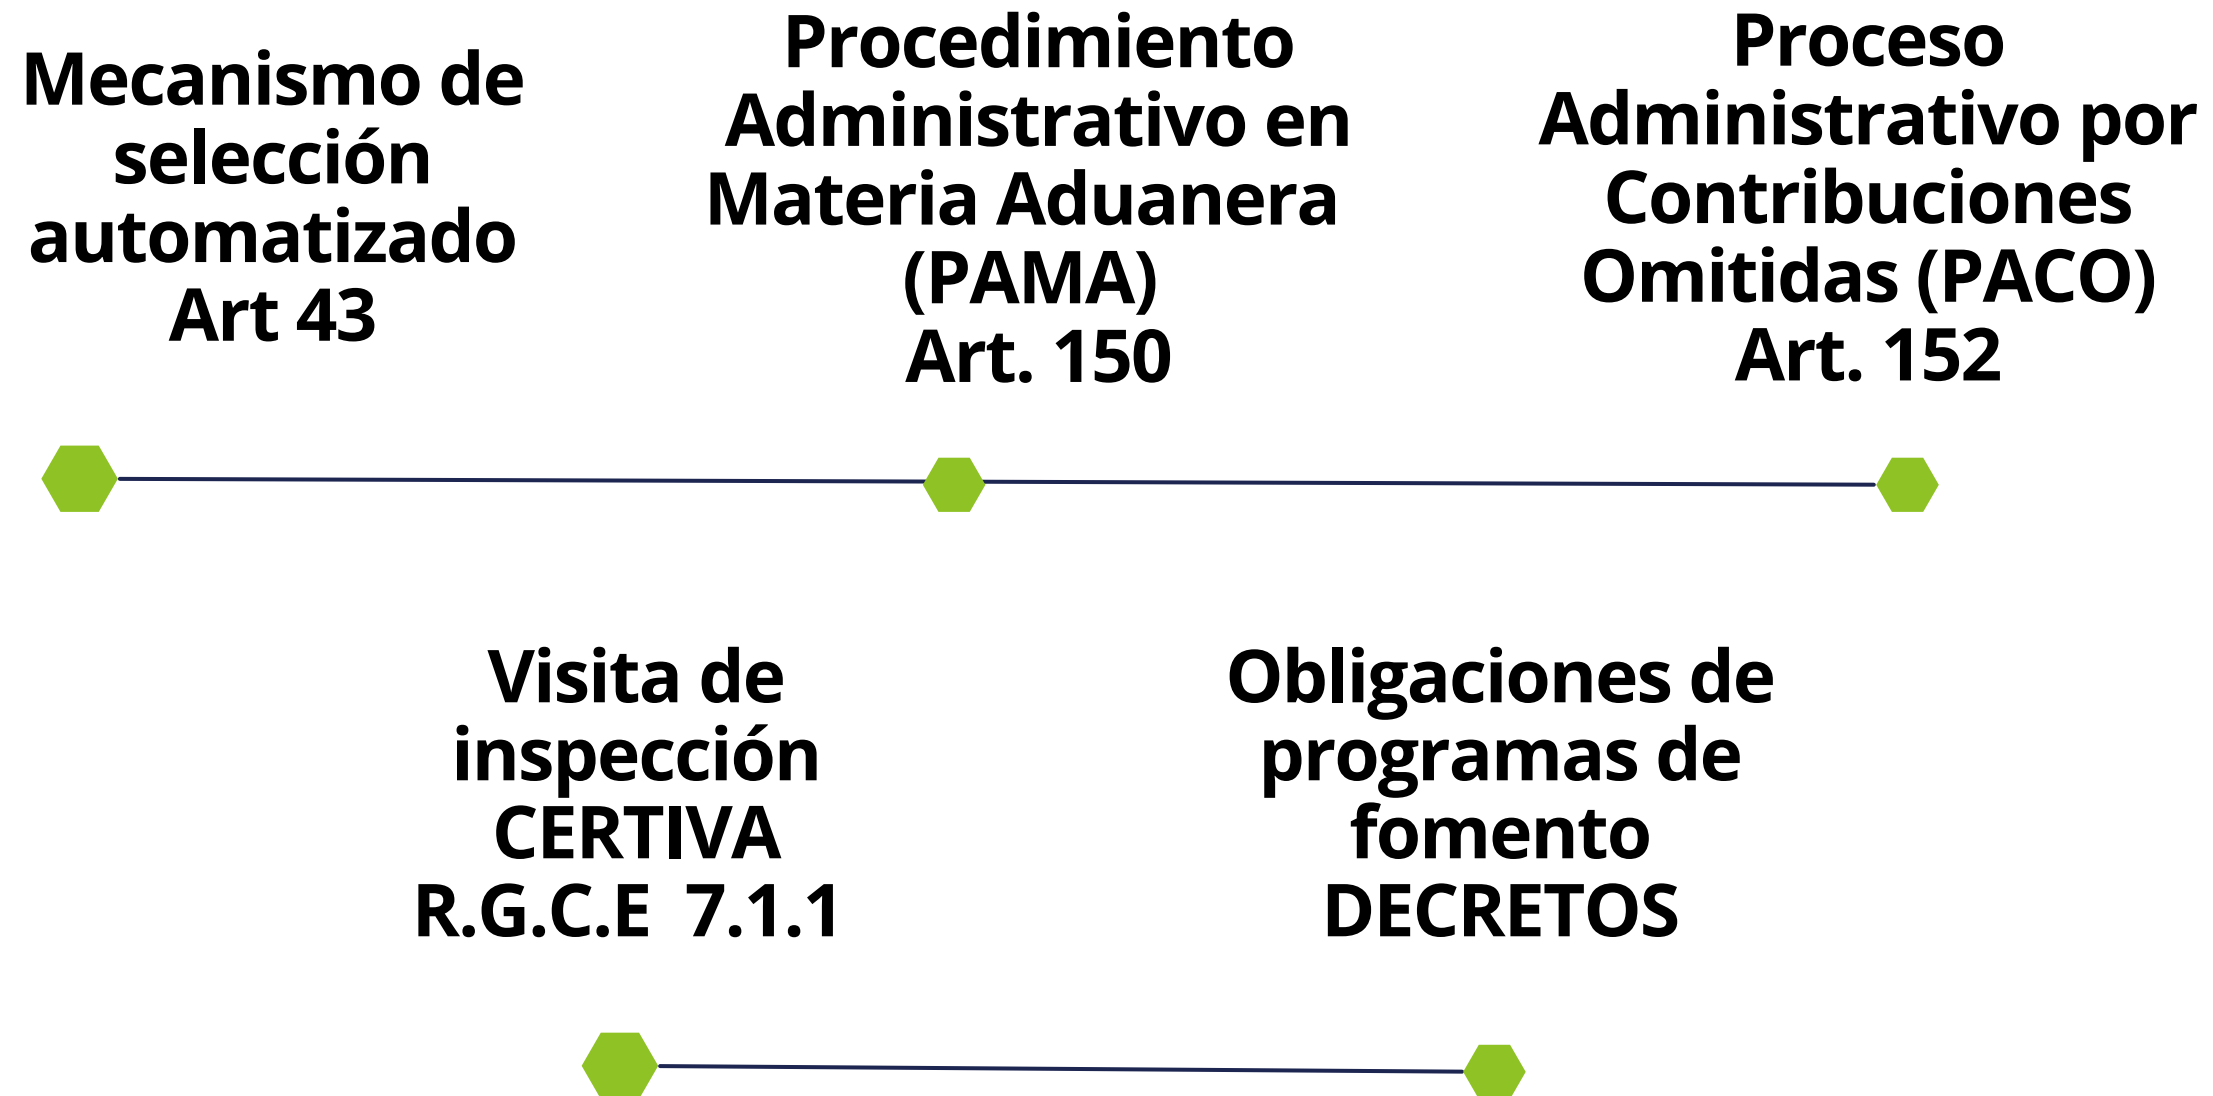 Mecanismo de
selección
automatizado
Art 43
Procedimiento
Administrativo en
Materia Aduanera
(PAMA)
Art. 150
Proceso
Administrativo por
Contribuciones
Omitidas (PACO)
Art. 152
Visita de
inspección
CERTIVA
R.G.C.E 7.1.1
Obligaciones de
programas de
fomento
DECRETOS